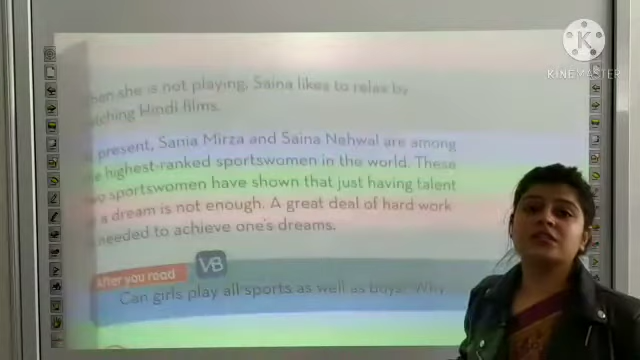 hen she is not playing, Saina likes to relax by
tching Hindi films.
present, Sania Mirza and Saina Nehwal are among
e highest-ranked sportswomen in the world. These
wo sportswomen have shown that just having talent
a dream is not enough. A great deal of hard work
needed to achieve one's dreams.
After you read
VB
Can girls play all sports as well as boys? Why
K
KINEMASTER